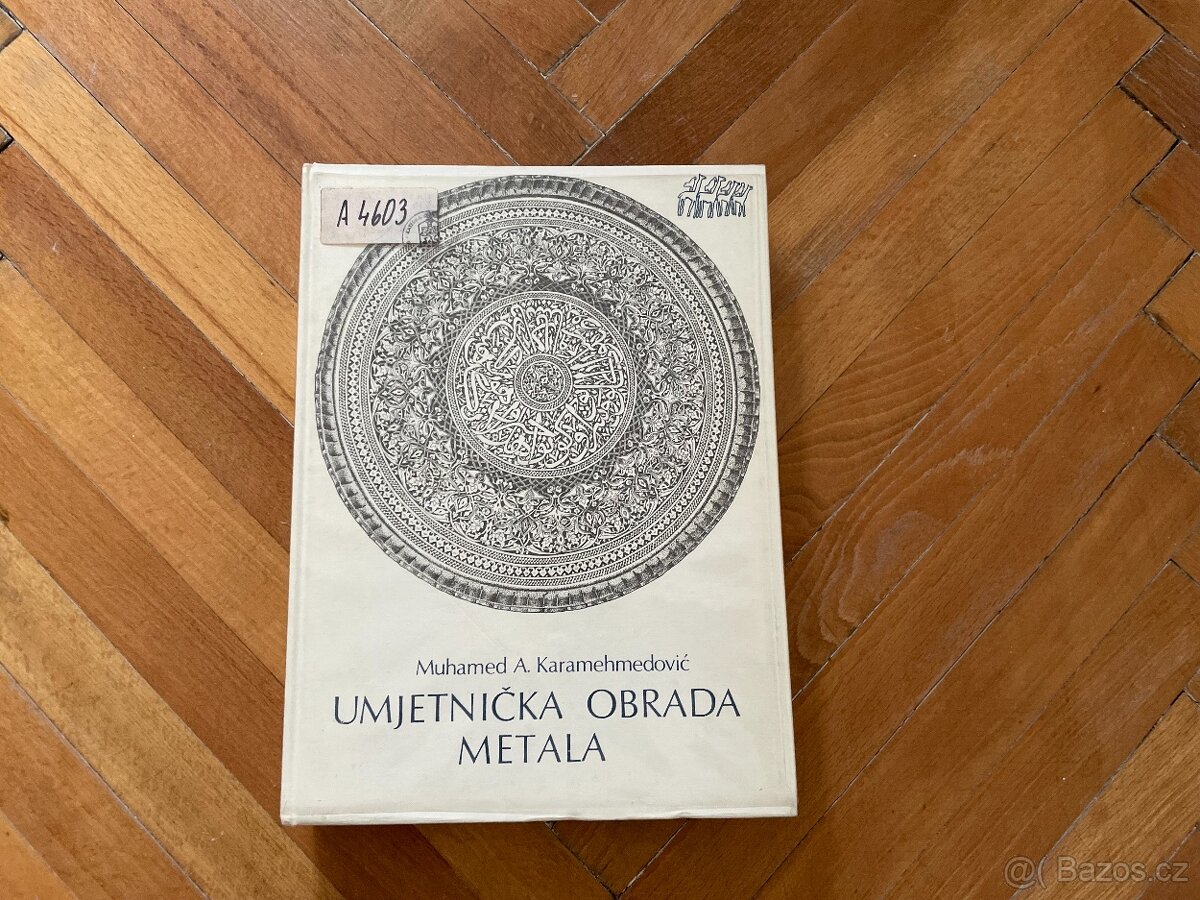 A 4603
Muhamed A. Karamehmedović
UMJETNIČKA OBRADA
METALA
@( Bazos.cz